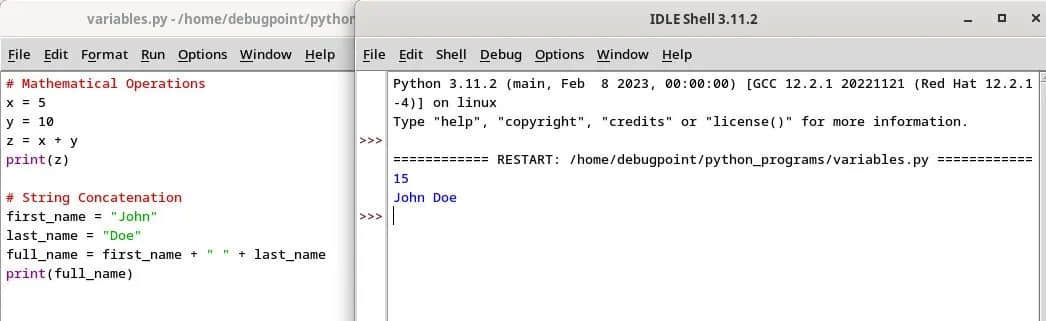 variables.py - /home/debugpoint/python
File Edit Format Run Options Window Help
# Mathematical Operations
x = 5
y = 10
z = x + y
print(z)
# String Concatenation
first_name = "John"
last_name = "Doe"
full_name = first_name + " " + last_name
print(full_name)
IDLE Shell 3.11.2
File Edit Shell Debug Options Window Help
Python 3.11.2 (main, Feb  8 2023, 00:00:00) [GCC 12.2.1 20221121 (Red Hat 12.2.1
-4)] on linux
Type "help", "copyright", "credits" or "license()" for more information.
>>>
============ RESTART: /home/debugpoint/python_programs/variables.py ============
15
John Doe
>>>